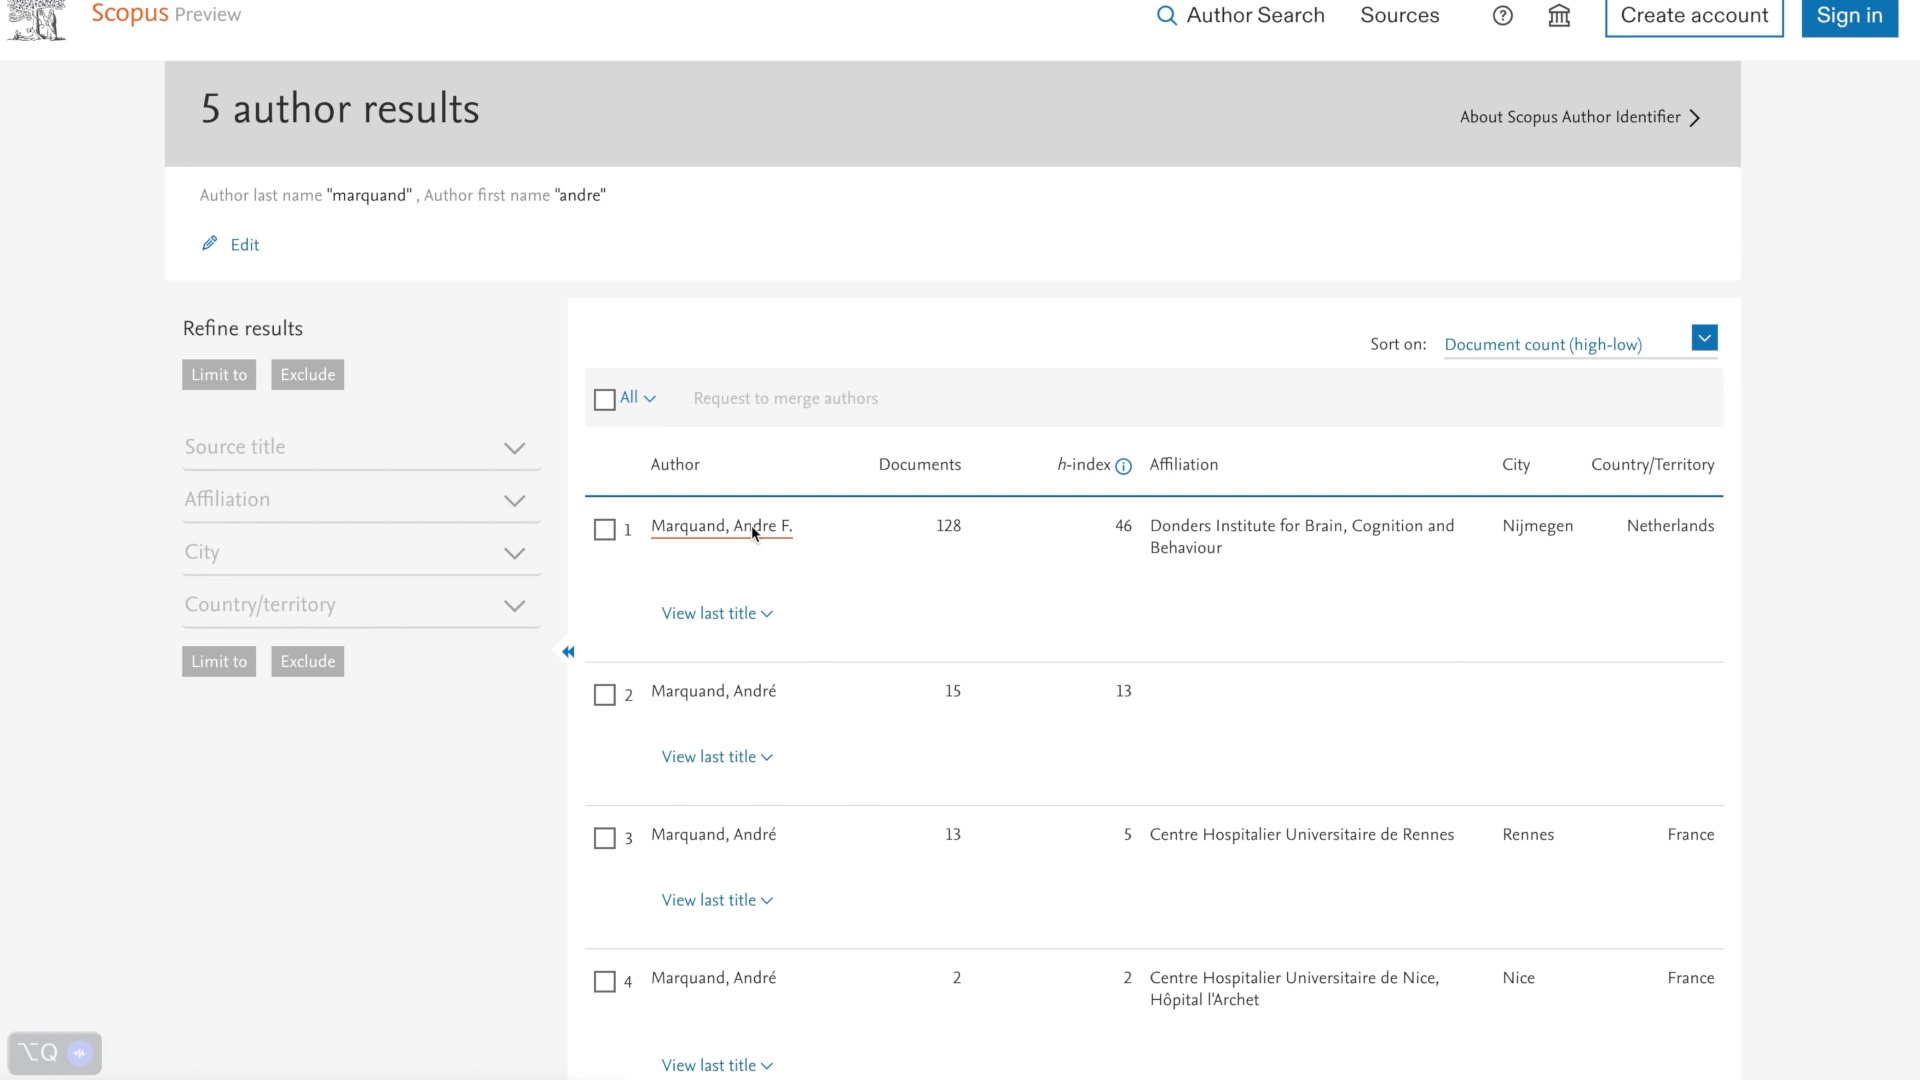 Scopus Preview
Author Search
Sources
Create account
Sign in
5 author results
About Scopus Author Identifier
Author last name "marquand" , Author first name "andre"
Edit
Refine results
Limit to
Exclude
Source title
Affiliation
City
Country/territory
Limit to
Exclude
Sort on: Document count (high-low)
All
Request to merge authors
Author Documents h-index Affiliation City Country/Territory
1 Marquand, Andre F. 128 46 Donders Institute for Brain, Cognition and Nijmegen Netherlands
Behaviour
View last title
2 Marquand, André 15 13
View last title
3 Marquand, André 13 5 Centre Hospitalier Universitaire de Rennes Rennes France
View last title
4 Marquand, André 2 2 Centre Hospitalier Universitaire de Nice, Nice France
Hôpital l'Archet
View last title
⌥Q